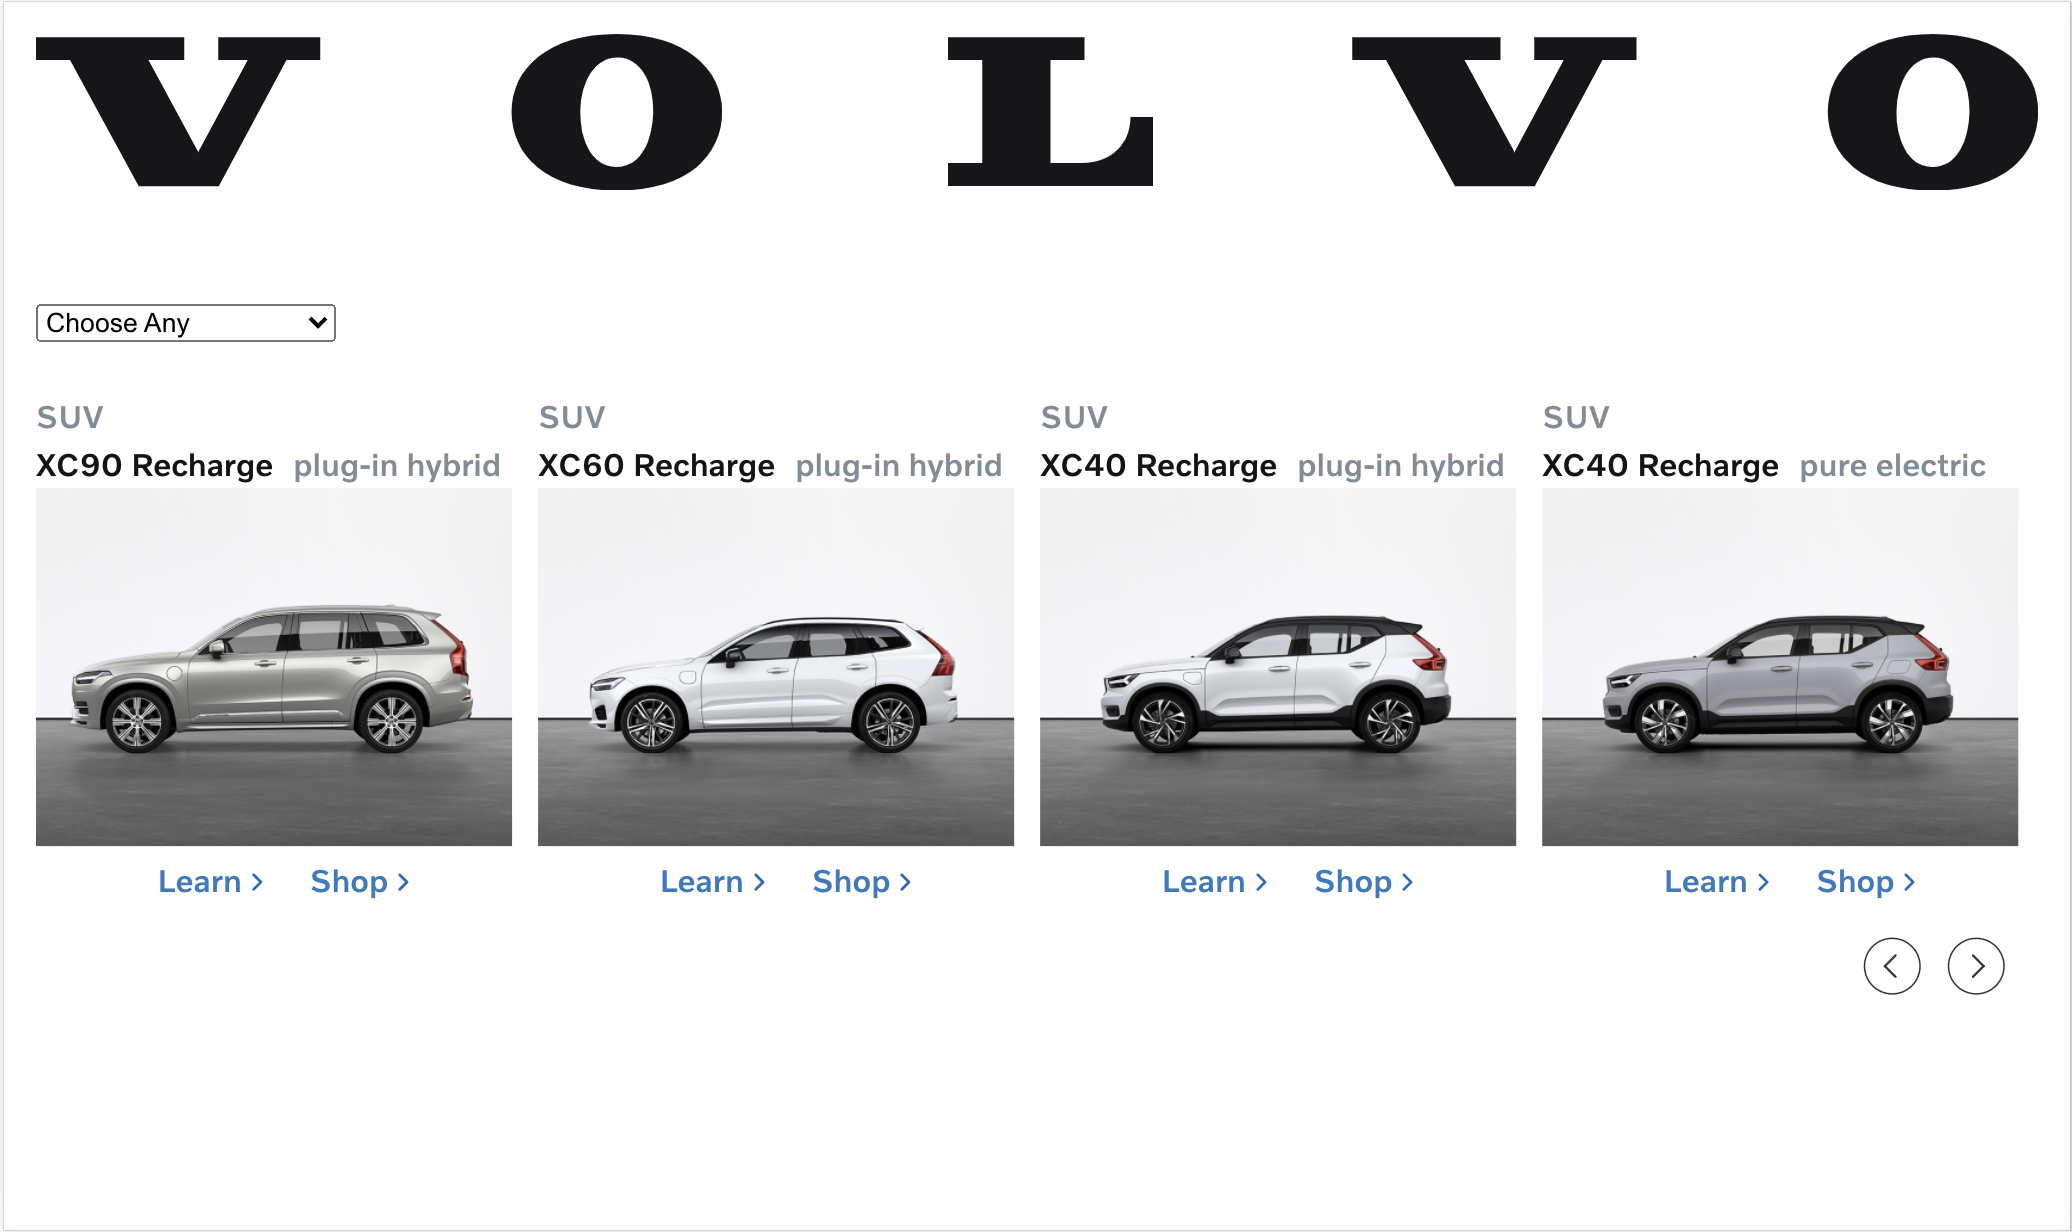 VOLVO
Choose Any
SUV
XC90 Recharge plug-in hybrid
Learn
Shop
SUV
XC60 Recharge plug-in hybrid
Learn
Shop
SUV
XC40 Recharge plug-in hybrid
Learn
Shop
SUV
XC40 Recharge pure electric
Learn
Shop